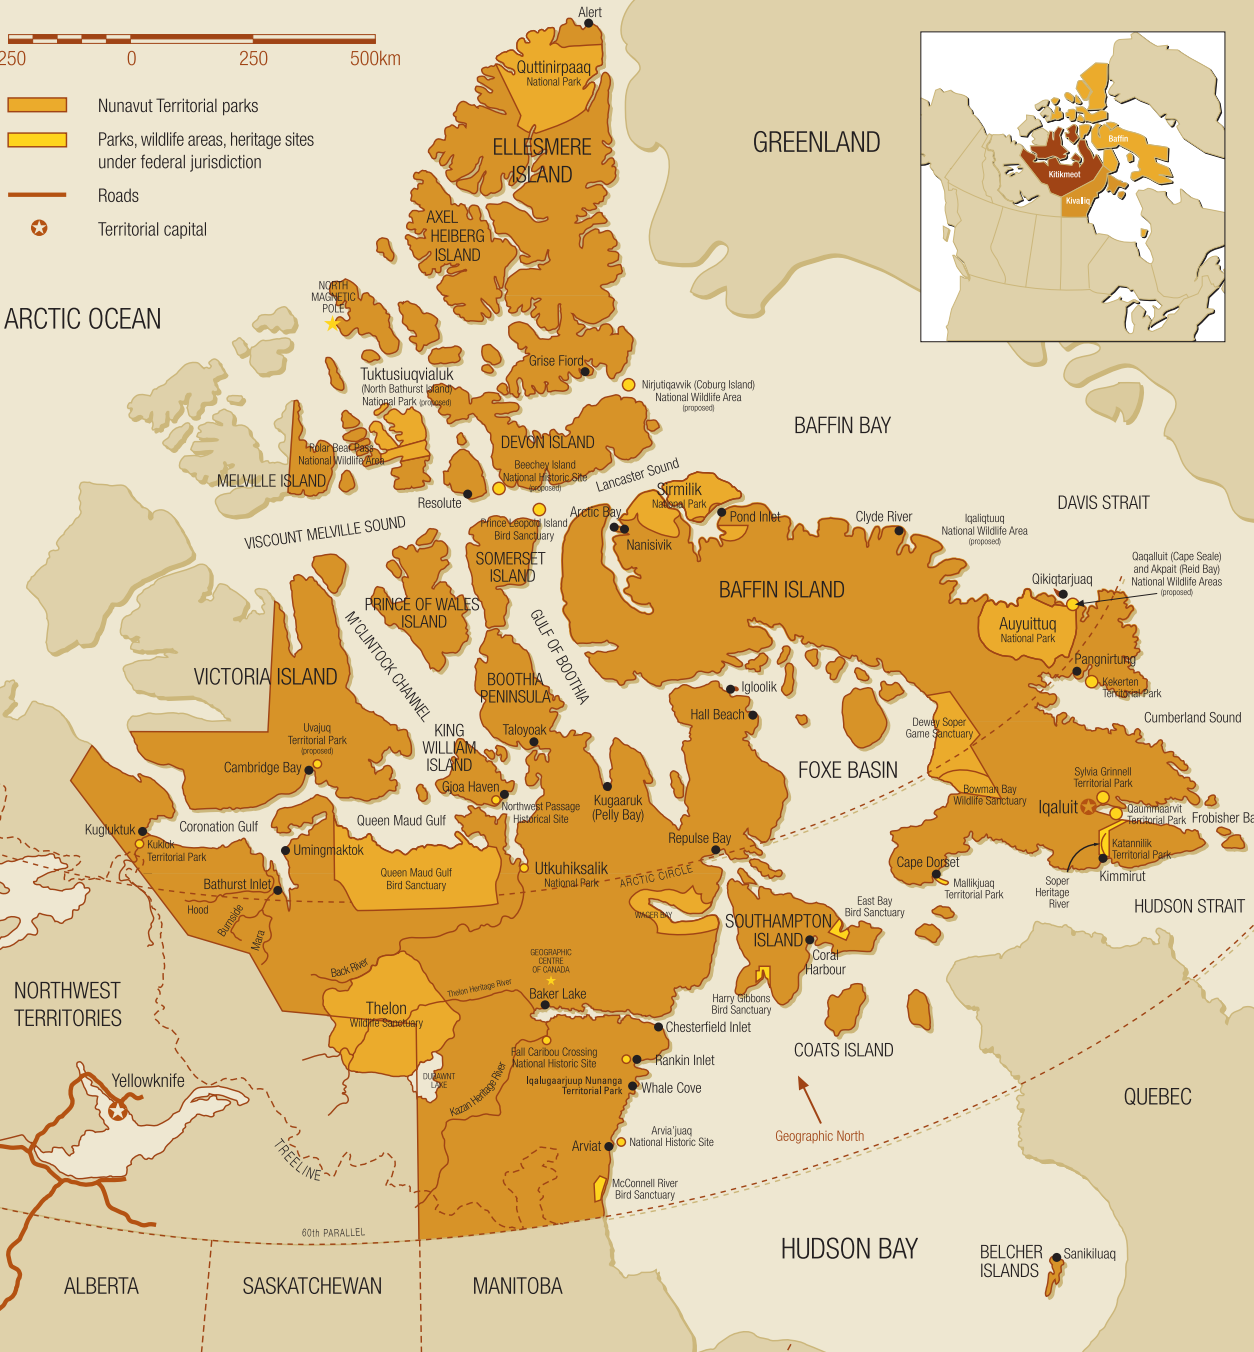 Alert
250
0
250
500km
Nunavut Territorial parks
Parks, wildlife areas, heritage sites
under federal jurisdiction
Roads
Territorial capital
Quttinirpaaq
National Park
ELLESMERE
ISLAND
GREENLAND
Baffin
Kitikmeot
Kivalliq
AXEL
HEIBERG
ISLAND
NORTH
MAGNETIC
POLE
ARCTIC OCEAN
Grise Fiord
Tuktusiuqvialuk
(North Bathurst Island)
National Park (proposed)
Nirjutiqavvik (Coburg Island)
National Wildlife Area
(proposed)
BAFFIN BAY
DEVON ISLAND
Polar Bear Pass
National Wildlife Area
MELVILLE ISLAND
Beechey Island
National Historic Site
(proposed)
Lancaster Sound
Resolute
Sirmilik
National Park
DAVIS STRAIT
VISCOUNT MELVILLE SOUND
Prince Leopold Island
Bird Sanctuary
Arctic Bay
Nanisivik
Pond Inlet
Clyde River
Iqaliqtuuq
National Wildlife Area
(proposed)
Qaqalluit (Cape Seale)
and Akpait (Reid Bay)
National Wildlife Areas
(proposed)
SOMERSET
ISLAND
BAFFIN ISLAND
Qikiqtarjuaq
PRINCE OF WALES
ISLAND
Auyuittuq
National Park
M'CLINTOCK CHANNEL
GULF OF BOOTHIA
Pangnirtung
Kekerten
Territorial Park
VICTORIA ISLAND
BOOTHIA
PENINSULA
Igloolik
Hall Beach
Cumberland Sound
Dewey Soper
Game Sanctuary
Uvajuq
Territorial Park
(proposed)
Cambridge Bay
KING
WILLIAM
ISLAND
Taloyoak
FOXE BASIN
Gjoa Haven
Northwest Passage
Historical Site
Kugaaruk
(Pelly Bay)
Bowman Bay
Wildlife Sanctuary
Sylvia Grinnell
Territorial Park
Iqaluit
Qaummaarvit
Territorial Park
Frobisher Ba
Kugluktuk
Coronation Gulf
Queen Maud Gulf
Kukluk
Territorial Park
Umingmaktok
Repulse Bay
Katannilik
Territorial Park
Bathurst Inlet
Queen Maud Gulf
Bird Sanctuary
Utkuhiksalik
National Park
ARCTIC CIRCLE
Cape Dorset
Mallikjuaq
Territorial Park
Soper
Heritage
River
Kimmirut
HUDSON STRAIT
Hood
Burnside
Mara
WAGER BAY
SOUTHAMPTON
ISLAND
East Bay
Bird Sanctuary
Coral
Harbour
GEOGRAPHIC
CENTRE
OF CANADA
Back River
Thelon Heritage River
Baker Lake
NORTHWEST
TERRITORIES
Thelon
Wildlife Sanctuary
Harry Gibbons
Bird Sanctuary
Chesterfield Inlet
COATS ISLAND
Fall Caribou Crossing
National Historic Site
Rankin Inlet
DUBAWNT
LAKE
Kazan Heritage River
Iqalugaarjuup Nunanga
Territorial Park
Whale Cove
Yellowknife
QUEBEC
Geographic North
Arvia'juaq
National Historic Site
Arviat
TREELINE
McConnell River
Bird Sanctuary
60th PARALLEL
HUDSON BAY
BELCHER
ISLANDS
Sanikiluaq
ALBERTA
SASKATCHEWAN
MANITOBA